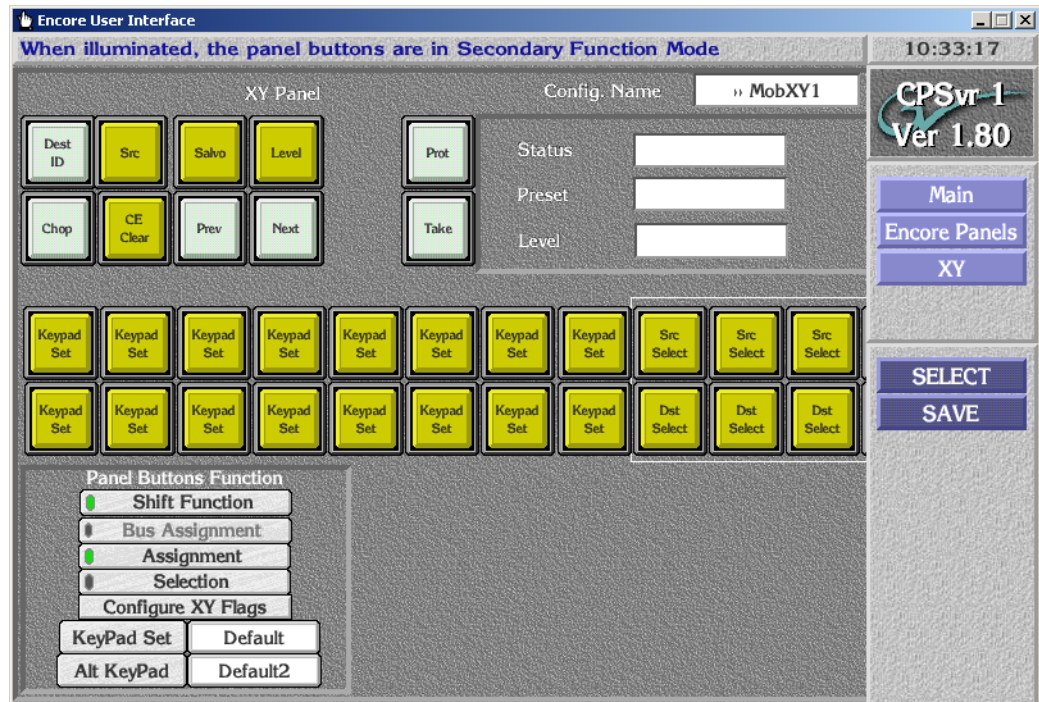 Encore User Interface
When illuminated, the panel buttons are in Secondary Function Mode
10:33:17
XY Panel
Config. Name
›› MobXY1
CPSvr 1
Ver 1.80
Dest ID
Src
Salvo
Level
Prot
Chop
CE Clear
Prev
Next
Take
Status
Preset
Level
Main
Encore Panels
XY
Keypad Set
Keypad Set
Keypad Set
Keypad Set
Keypad Set
Keypad Set
Keypad Set
Keypad Set
Src Select
Src Select
Src Select
Keypad Set
Keypad Set
Keypad Set
Keypad Set
Keypad Set
Keypad Set
Keypad Set
Keypad Set
Dst Select
Dst Select
Dst Select
SELECT
SAVE
Panel Buttons Function
Shift Function
Bus Assignment
Assignment
Selection
Configure XY Flags
KeyPad Set
Default
Alt KeyPad
Default2